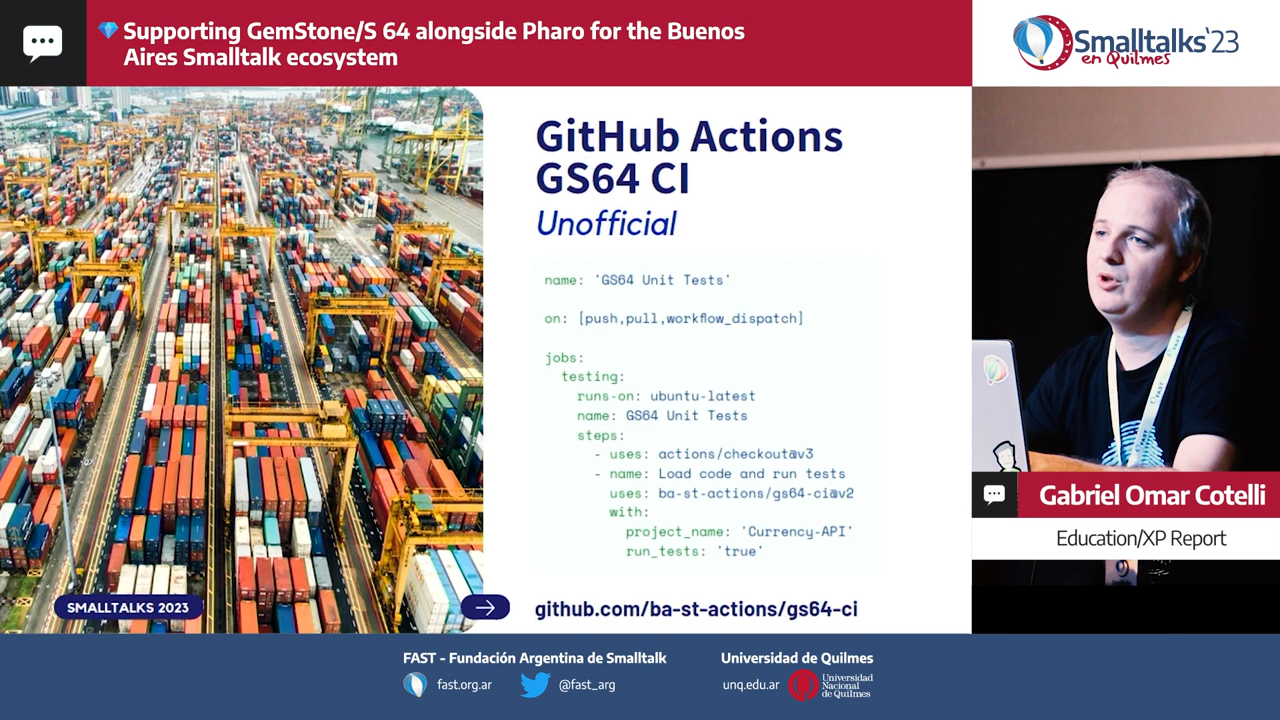 Supporting GemStone/S 64 alongside Pharo for the Buenos
Aires Smalltalk ecosystem
Smalltalks'23
en Quilmes
GitHub Actions
GS64 CI
Unofficial
name: 'GS64 Unit Tests'
on: [push,pull,workflow_dispatch]
jobs:
testing:
runs-on: ubuntu-latest
name: GS64 Unit Tests
steps:
- uses: actions/checkout@v3
- name: Load code and run tests
uses: ba-st-actions/gs64-ci@v2
with:
project_name: 'Currency-API'
run_tests: 'true'
github.com/ba-st-actions/gs64-ci
SMALLTALKS 2023
Gabriel Omar Cotelli
Education/XP Report
FAST - Fundación Argentina de Smalltalk
fast.org.ar
@fast_arg
Universidad de Quilmes
unq.edu.ar
Universidad
Nacional
de Quilmes